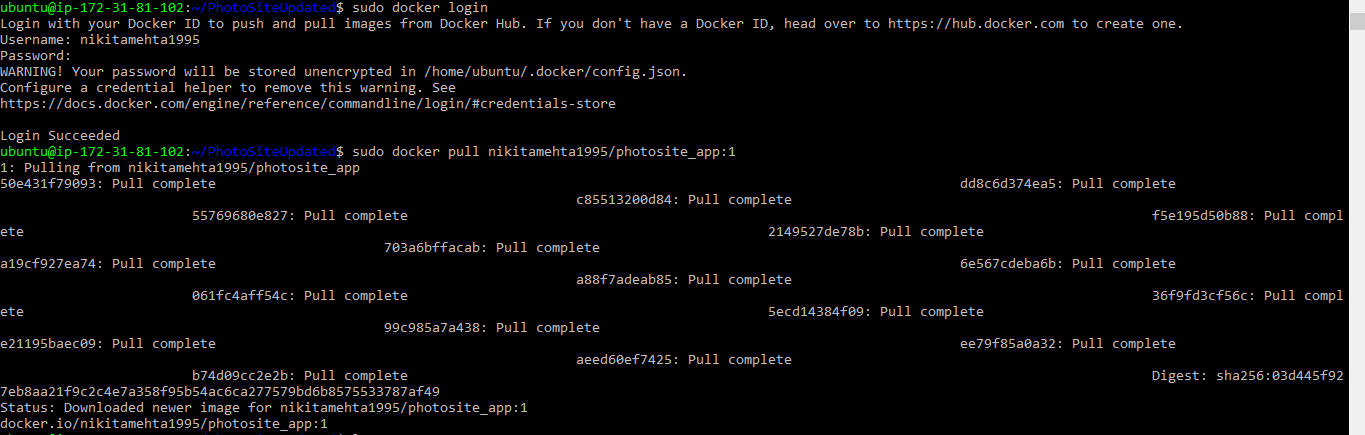 ubuntu@ip-172-31-81-102:~/PhotoSiteUpdated$ sudo docker login
Login with your Docker ID to push and pull images from Docker Hub. If you don't have a Docker ID, head over to https://hub.docker.com to create one.
Username: nikitamehta1995
Password:
WARNING! Your password will be stored unencrypted in /home/ubuntu/.docker/config.json.
Configure a credential helper to remove this warning. See
https://docs.docker.com/engine/reference/commandline/login/#credentials-store
Login Succeeded
ubuntu@ip-172-31-81-102:~/PhotoSiteUpdated$ sudo docker pull nikitamehta1995/photosite_app:1
1: Pulling from nikitamehta1995/photosite_app
50e431f79093: Pull complete dd8c6d374ea5: Pull complete
c85513200d84: Pull complete
55769680e827: Pull complete f5e195d50b88: Pull compl
ete 2149527de78b: Pull complete
703a6bffacab: Pull complete
a19cf927ea74: Pull complete 6e567cdeba6b: Pull complete
a88f7adeab85: Pull complete
061fc4aff54c: Pull complete 36f9fd3cf56c: Pull compl
ete 5ecd14384f09: Pull complete
99c985a7a438: Pull complete
e21195baec09: Pull complete ee79f85a0a32: Pull complete
aeed60ef7425: Pull complete
b74d09cc2e2b: Pull complete Digest: sha256:03d445f92
7eb8aa21f9c2c4e7a358f95b54ac6ca277579bd6b8575533787af49
Status: Downloaded newer image for nikitamehta1995/photosite_app:1
docker.io/nikitamehta1995/photosite_app:1